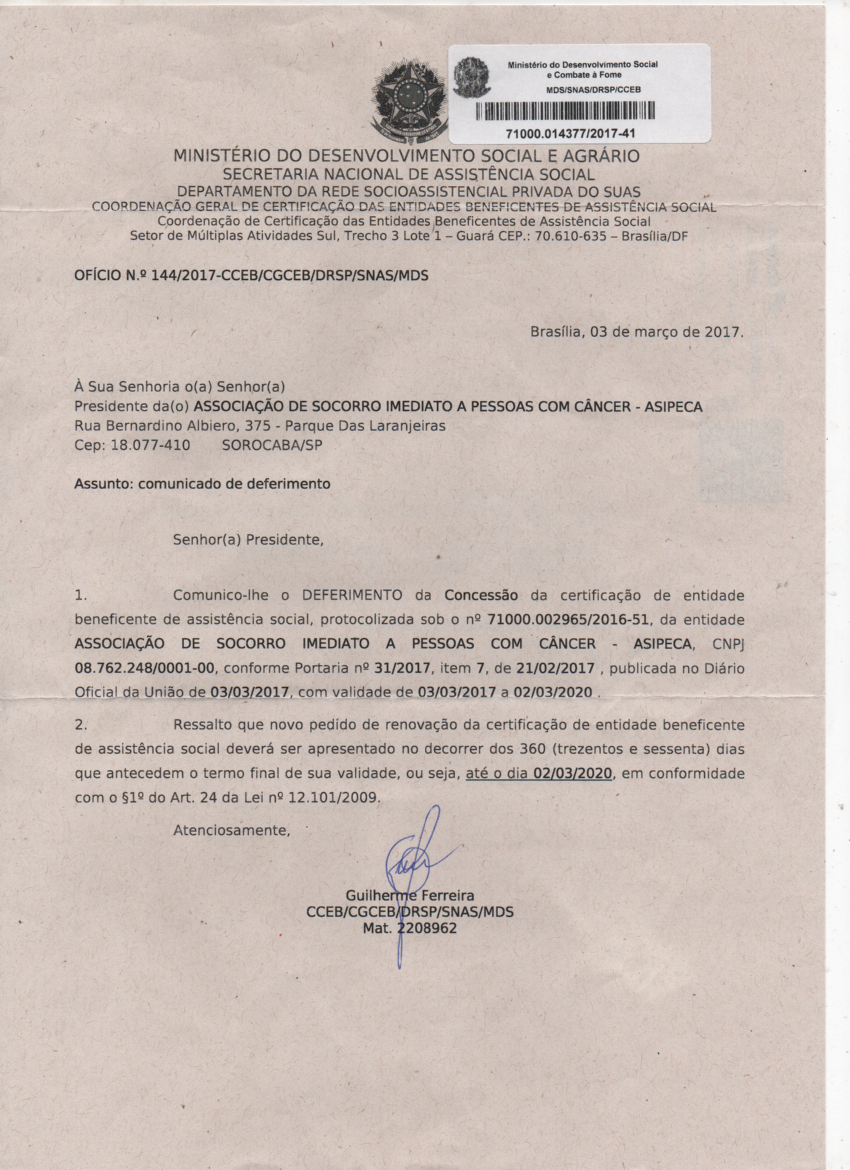 Ministério do Desenvolvimento Social
e Combate à Fome
MDS/SNAS/DRSP/CCEB
71000.014377/2017-41
MINISTÉRIO DO DESENVOLVIMENTO SOCIAL E AGRÁRIO
SECRETARIA NACIONAL DE ASSISTÊNCIA SOCIAL
DEPARTAMENTO DA REDE SOCIOASSISTENCIAL PRIVADA DO SUAS
COORDENAÇÃO GERAL DE CERTIFICAÇÃO DAS ENTIDADES BENEFICENTES DE ASSISTÊNCIA SOCIAL
Coordenação de Certificação das Entidades Beneficentes de Assistência Social
Setor de Múltiplas Atividades Sul, Trecho 3 Lote 1 – Guará CEP.: 70.610-635 – Brasília/DF
OFÍCIO N.º 144/2017-CCEB/CGCEB/DRSP/SNAS/MDS
Brasília, 03 de março de 2017.
À Sua Senhoria o(a) Senhor(a)
Presidente da(o) ASSOCIAÇÃO DE SOCORRO IMEDIATO A PESSOAS COM CÂNCER - ASIPECA
Rua Bernardino Albiero, 375 - Parque Das Laranjeiras
Cep: 18.077-410 SOROCABA/SP
Assunto: comunicado de deferimento
Senhor(a) Presidente,
1. Comunico-lhe o DEFERIMENTO da Concessão da certificação de entidade
beneficente de assistência social, protocolizada sob o nº 71000.002965/2016-51, da entidade
ASSOCIAÇÃO DE SOCORRO IMEDIATO A PESSOAS COM CÂNCER - ASIPECA, CNPJ
08.762.248/0001-00, conforme Portaria nº 31/2017, item 7, de 21/02/2017 , publicada no Diário
Oficial da União de 03/03/2017, com validade de 03/03/2017 a 02/03/2020 .
2. Ressalto que novo pedido de renovação da certificação de entidade beneficente
de assistência social deverá ser apresentado no decorrer dos 360 (trezentos e sessenta) dias
que antecedem o termo final de sua validade, ou seja, até o dia 02/03/2020, em conformidade
com o §1º do Art. 24 da Lei nº 12.101/2009.
Atenciosamente,
Guilherme Ferreira
CCEB/CGCEB/DRSP/SNAS/MDS
Mat. 2208962